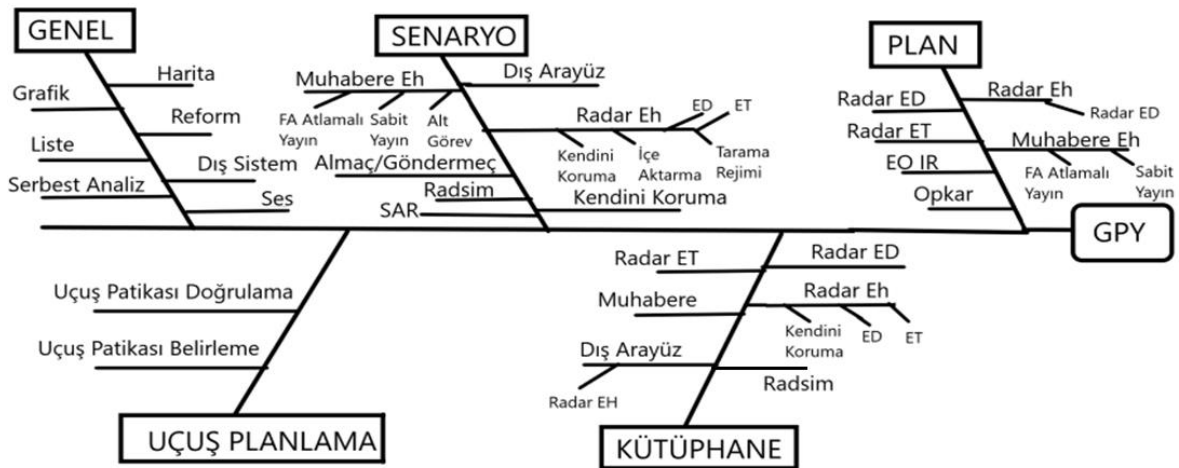 GENEL
Harita
Grafik
Reform
Liste
Dış Sistem
Serbest Analiz
Ses
SENARYO
Muhabere Eh
FA Atlamalı
Yayın
Sabit
Yayın
Alt
Görev
Dış Arayüz
Radar Eh
ED
ET
Kendini
Koruma
İçe
Aktarma
Tarama
Rejimi
Almaç/Göndermeç
Radsim
SAR
Kendini Koruma
PLAN
Radar Eh
Radar ED
Radar ED
Radar ET
Muhabere Eh
FA Atlamalı
Yayın
Sabit
Yayın
EO IR
Opkar
GPY
Uçuş Patikası Doğrulama
Uçuş Patikası Belirleme
UÇUŞ PLANLAMA
Radar ET
Radar ED
Muhabere
Radar Eh
Kendini
Koruma
ED
ET
Dış Arayüz
Radar EH
Radsim
KÜTÜPHANE